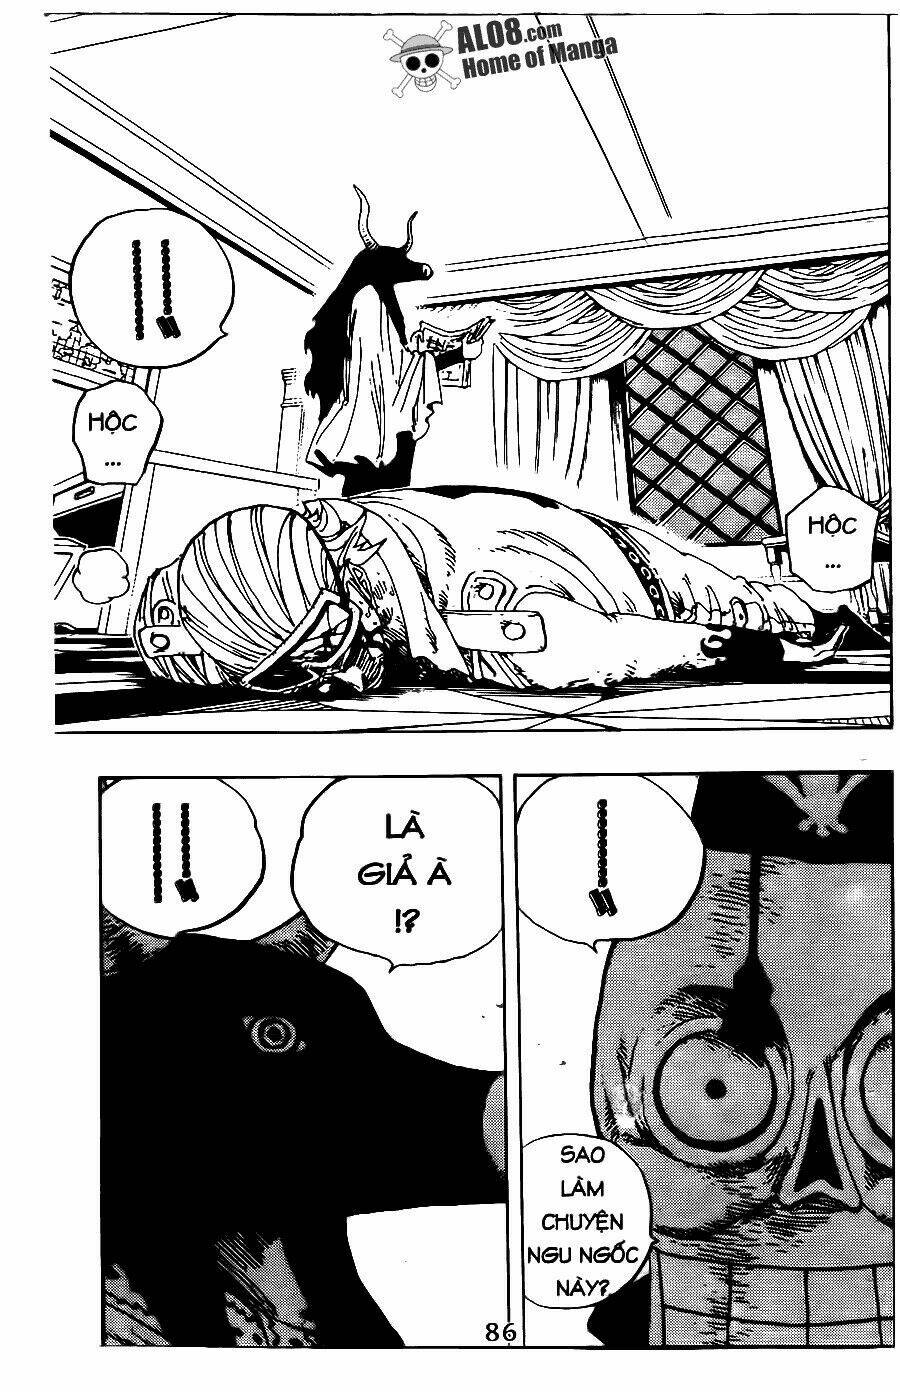 ALO8.com
Home of Manga
!!
HỘC
...
HỘC
...
!!
LÀ
GIẢ À
!?
!
SAO
LÀM
CHUYỆN
NGU NGỐC
NÀY?
86